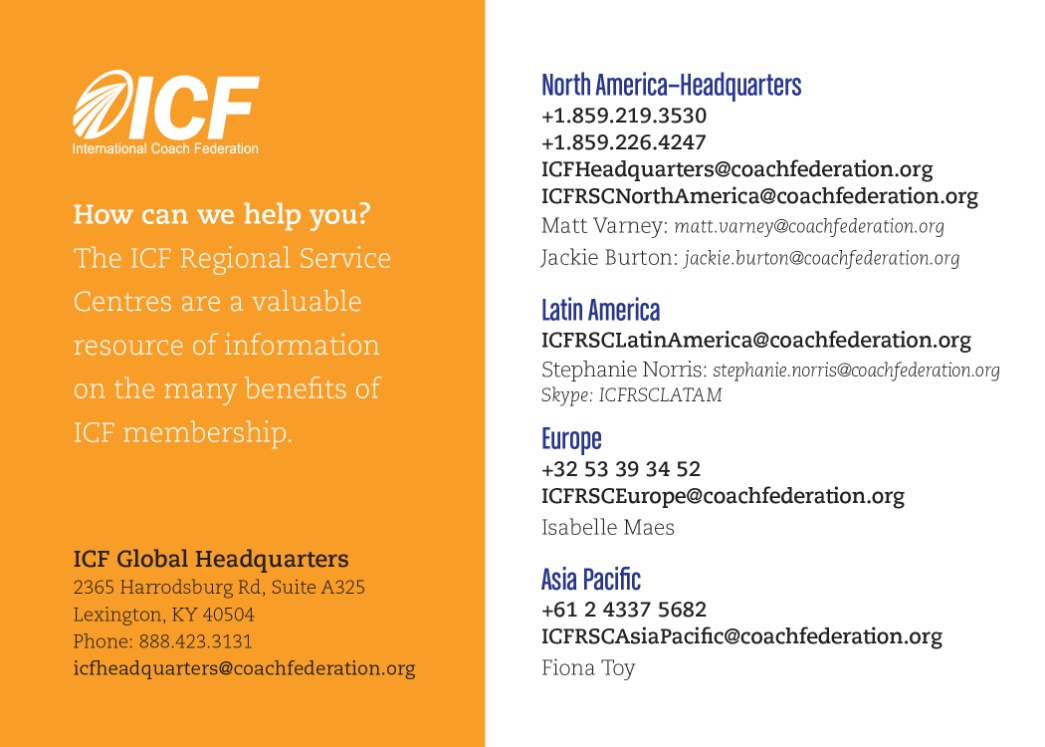 ICF
International Coach Federation
How can we help you?
The ICF Regional Service
Centres are a valuable
resource of information
on the many benefits of
ICF membership.
ICF Global Headquarters
2365 Harrodsburg Rd, Suite A325
Lexington, KY 40504
Phone: 888.423.3131
icfheadquarters@coachfederation.org
North America–Headquarters
+1.859.219.3530
+1.859.226.4247
ICFHeadquarters@coachfederation.org
ICFRSCNorthAmerica@coachfederation.org
Matt Varney: matt.varney@coachfederation.org
Jackie Burton: jackie.burton@coachfederation.org
Latin America
ICFRSCLatinAmerica@coachfederation.org
Stephanie Norris: stephanie.norris@coachfederation.org
Skype: ICFRSCLATAM
Europe
+32 53 39 34 52
ICFRSCEurope@coachfederation.org
Isabelle Maes
Asia Pacific
+61 2 4337 5682
ICFRSCAsiaPacific@coachfederation.org
Fiona Toy